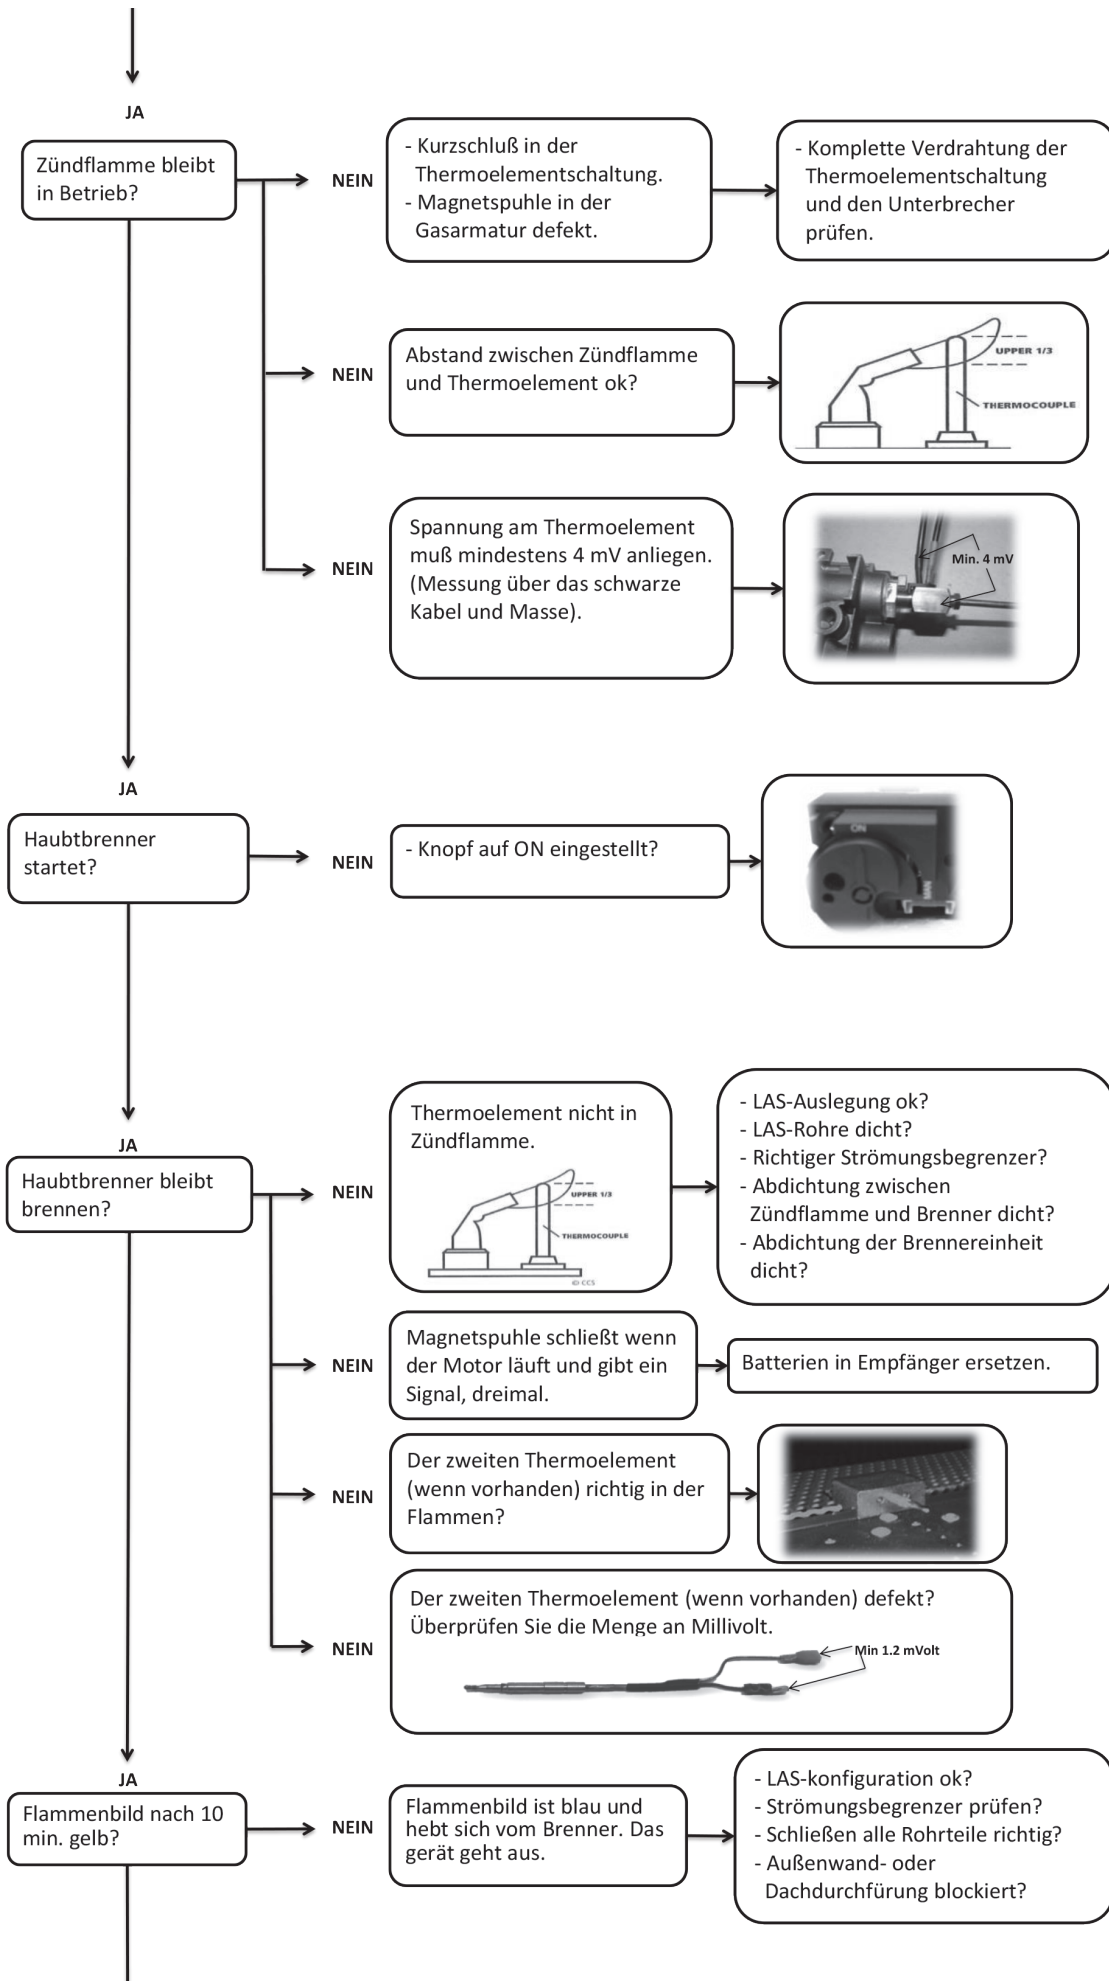 JA
Zündflamme bleibt
in Betrieb?
NEIN
- Kurzschluß in der
Thermoelementschaltung.
- Magnetspuhle in der
Gasarmatur defekt.
- Komplette Verdrahtung der
Thermoelementschaltung
und den Unterbrecher
prüfen.
NEIN
Abstand zwischen Zündflamme
und Thermoelement ok?
UPPER 1/3
THERMOCOUPLE
NEIN
Spannung am Thermoelement
muß mindestens 4 mV anliegen.
(Messung über das schwarze
Kabel und Masse).
Min. 4 mV
JA
Haubtbrenner
startet?
NEIN
- Knopf auf ON eingestellt?
ON
JA
Haubtbrenner bleibt
brennen?
NEIN
Thermoelement nicht in
Zündflamme.
UPPER 1/3
THERMOCOUPLE
© CCS
- LAS-Auslegung ok?
- LAS-Rohre dicht?
- Richtiger Strömungsbegrenzer?
- Abdichtung zwischen
Zündflamme und Brenner dicht?
- Abdichtung der Brennereinheit
dicht?
NEIN
Magnetspuhle schließt wenn
der Motor läuft und gibt ein
Signal, dreimal.
Batterien in Empfänger ersetzen.
NEIN
Der zweiten Thermoelement
(wenn vorhanden) richtig in der
Flammen?
NEIN
Der zweiten Thermoelement (wenn vorhanden) defekt?
Überprüfen Sie die Menge an Millivolt.
Min 1.2 mVolt
JA
Flammenbild nach 10
min. gelb?
NEIN
Flammenbild ist blau und
hebt sich vom Brenner. Das
gerät geht aus.
- LAS-konfiguration ok?
- Strömungsbegrenzer prüfen?
- Schließen alle Rohrteile richtig?
- Außenwand- oder
Dachdurchfürung blockiert?